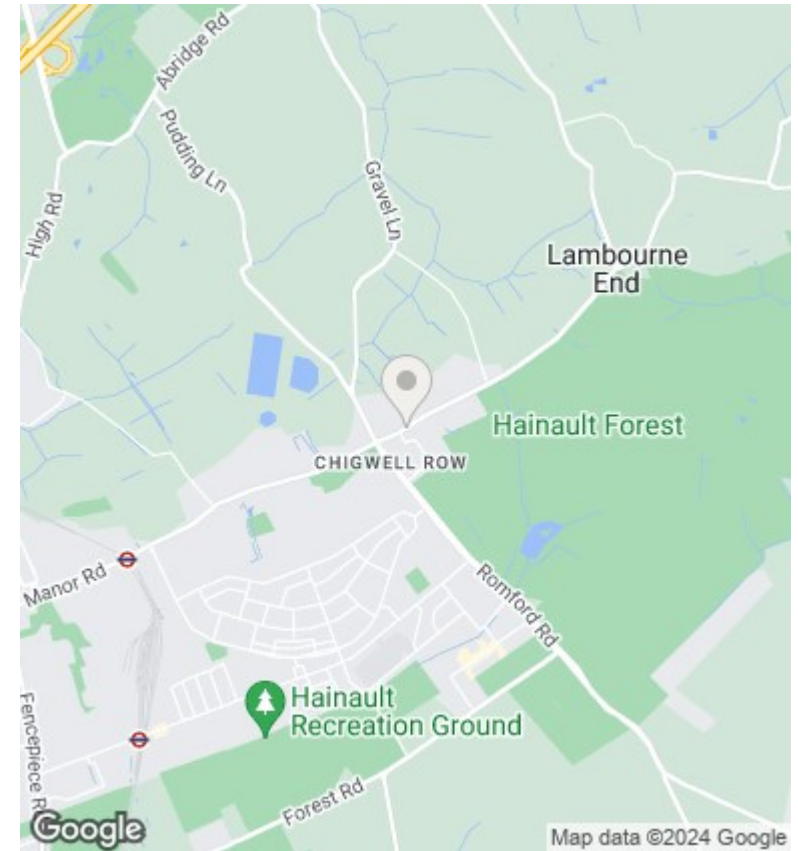 Abridge Rd
Pudding Ln
Gravel Ln
High Rd
Lambourne
End
Hainault Forest
CHIGWELL ROW
Manor Rd
Romford Rd
Hainault
Recreation Ground
Fencepiece R
Forest Rd
Google
Map data ©2024 Google